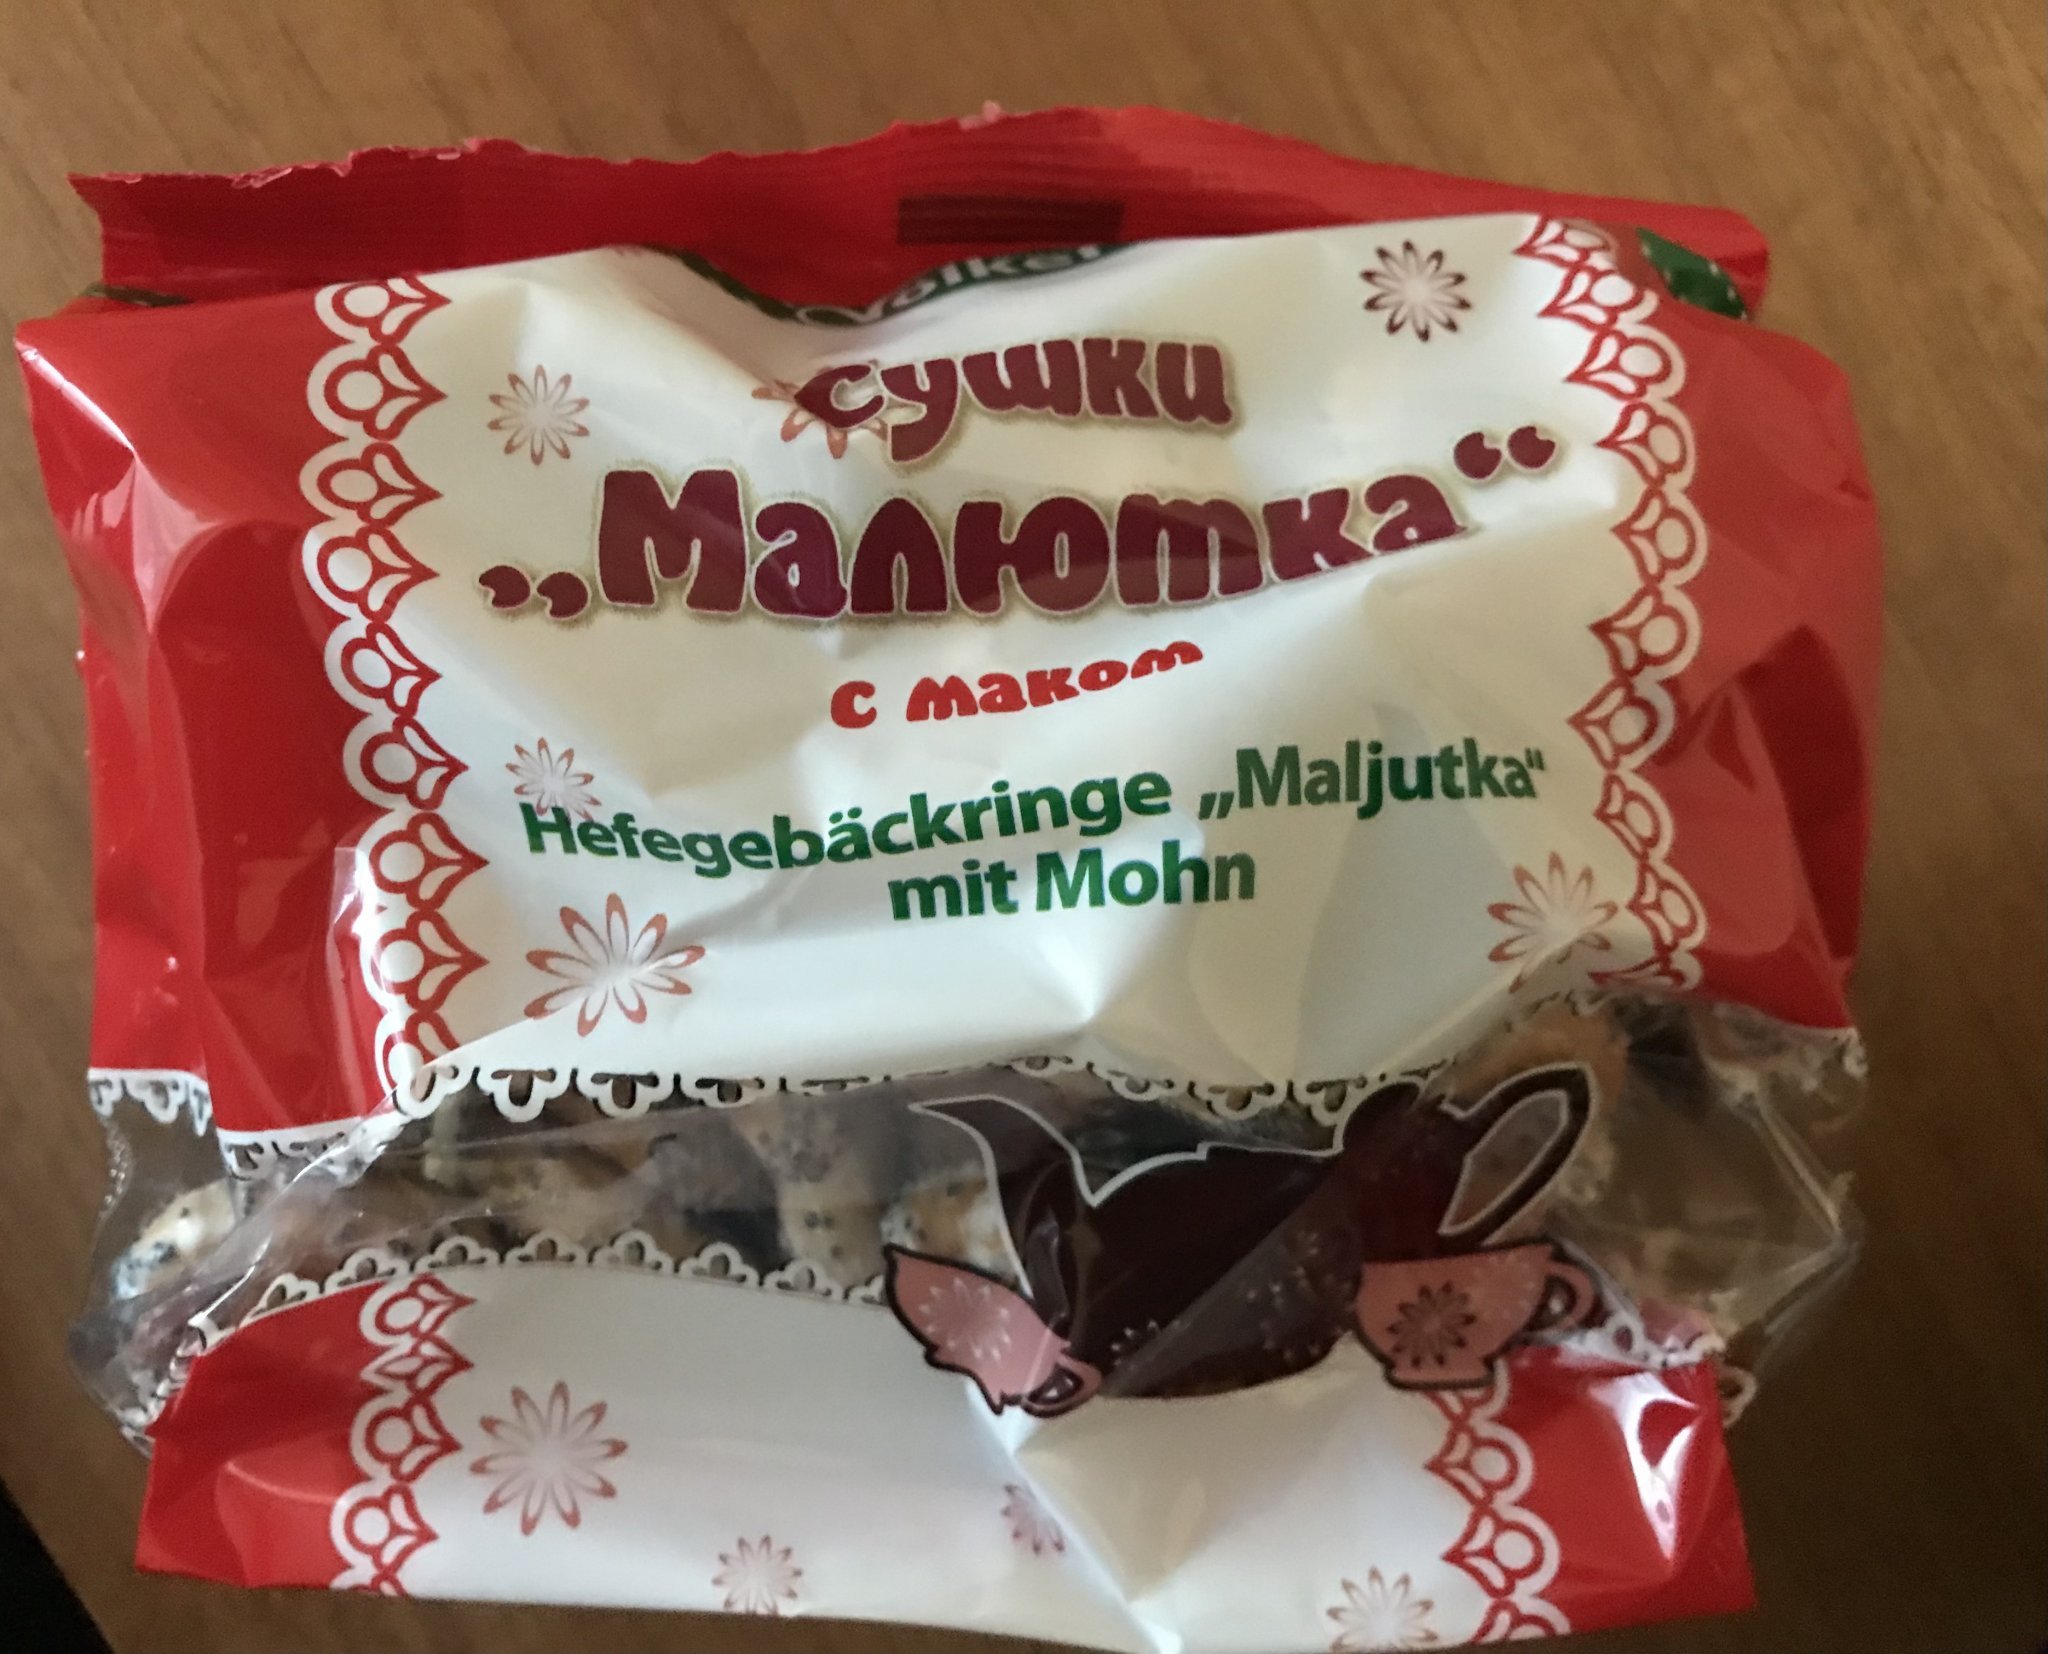 сушки
„Малютка“
с маком
Hefegebäckringe „Maljutka“
mit Mohn